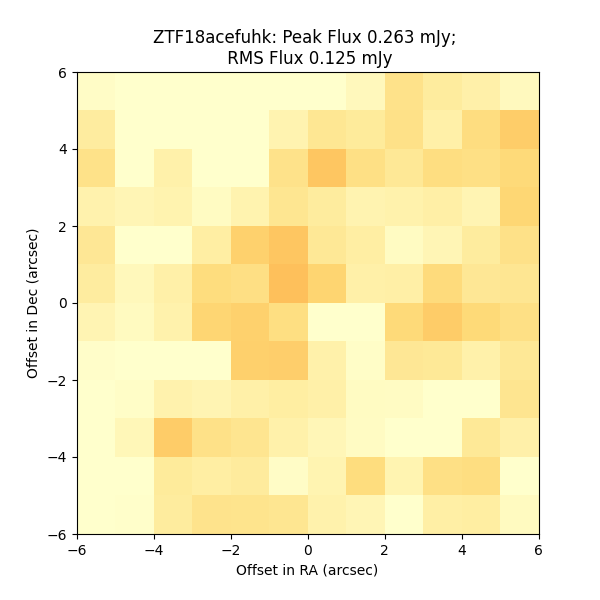 ZTF18acefuhk: Peak Flux 0.263 mJy;
RMS Flux 0.125 mJy
6
4
2
0
−2
−4
−6
Offset in Dec (arcsec)
−6 −4 −2 0 2 4 6
Offset in RA (arcsec)